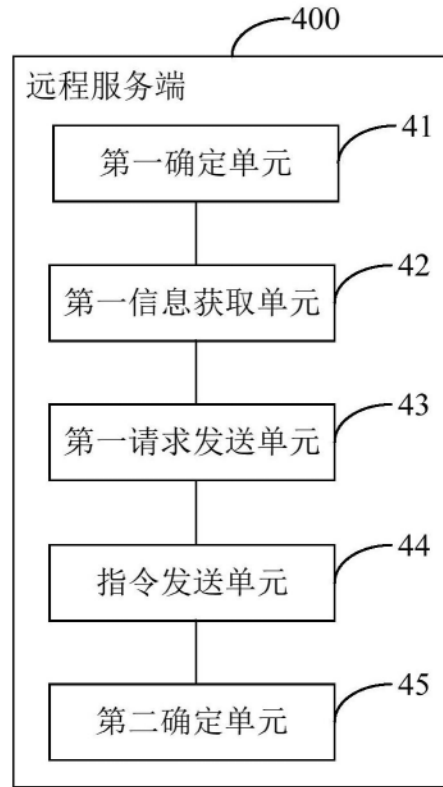 400
远程服务端
41
第一确定单元
42
第一信息获取单元
43
第一请求发送单元
44
指令发送单元
45
第二确定单元